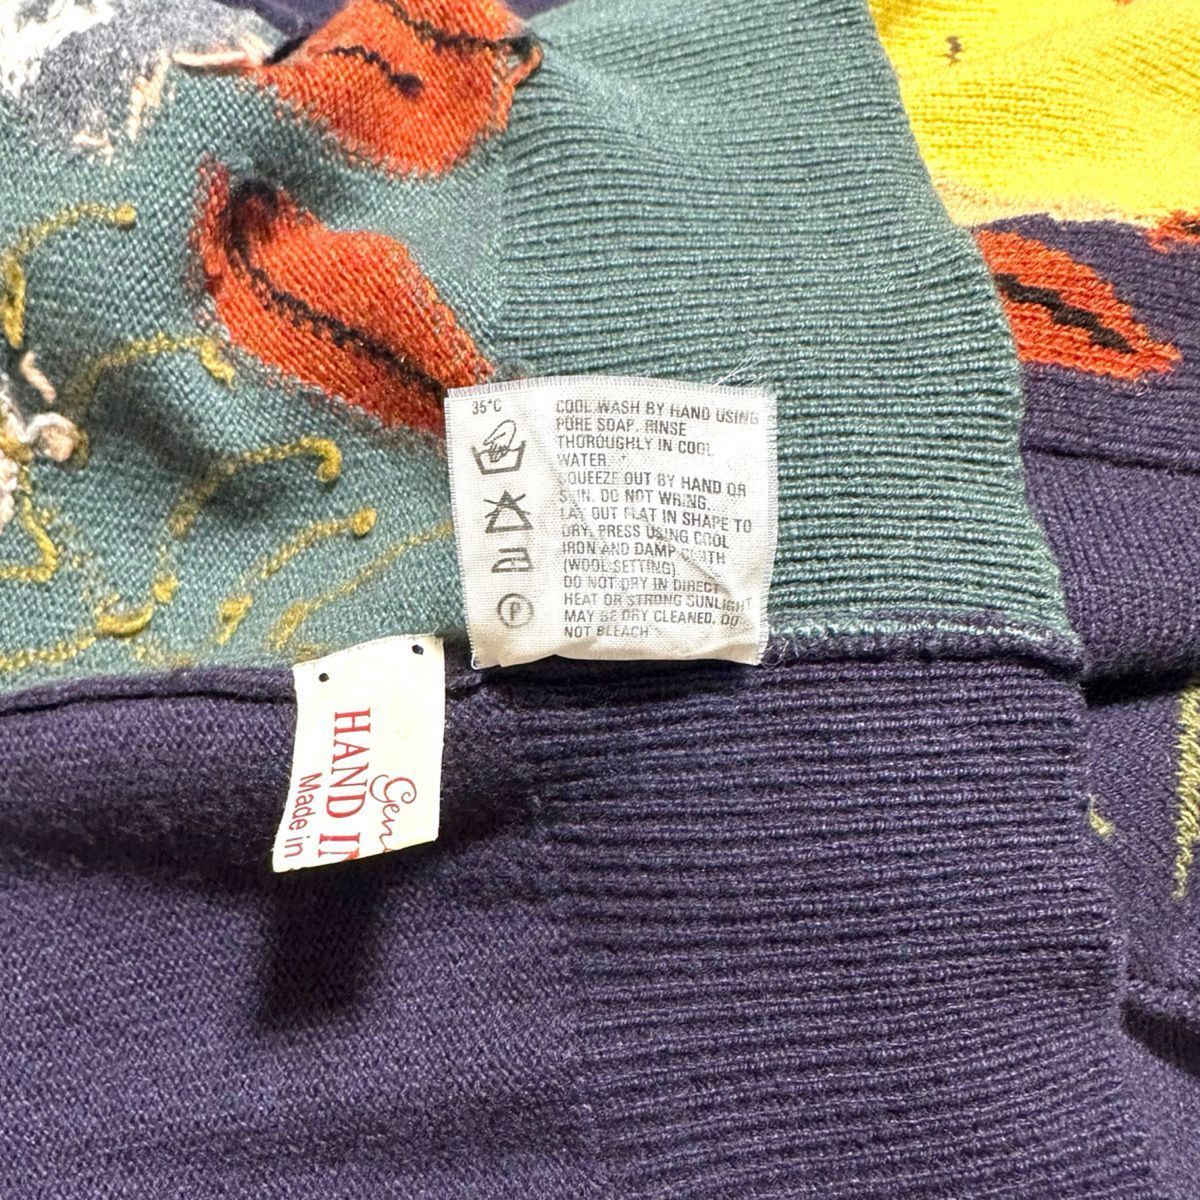 35°C
COOL WASH BY HAND USING
PURE SOAP. RINSE
THOROUGHLY IN COOL
WATER.
SQUEEZE OUT BY HAND OR
SPIN. DO NOT WRING.
LAY OUT FLAT IN SHAPE TO
DRY. PRESS USING COOL
IRON AND DAMP CLOTH
(WOOL SETTING)
DO NOT DRY IN DIRECT
HEAT OR STRONG SUNLIGHT
MAY BE DRY CLEANED. DO
NOT BLEACH
P
Gen
HAND I
Made in